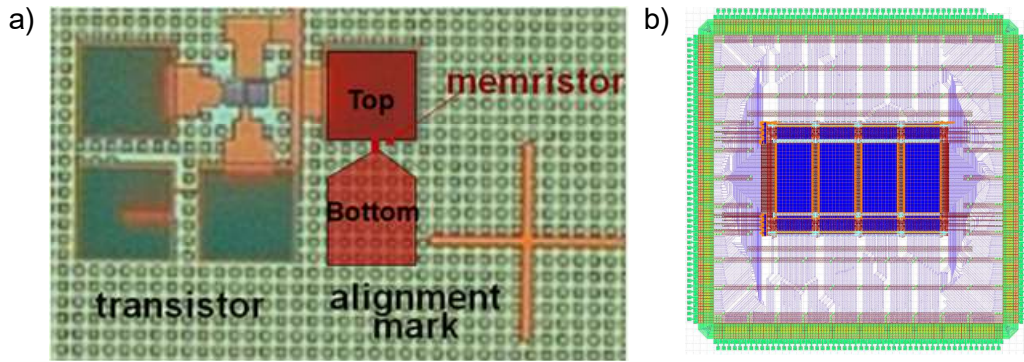 a)
b)
Top
memristor
Bottom
transistor
alignment
mark